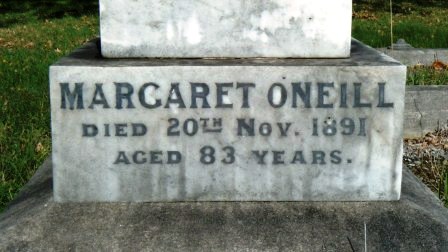 MARGARET ONEILL
DIED 20TH NOV. 1891
AGED 83 YEARS.